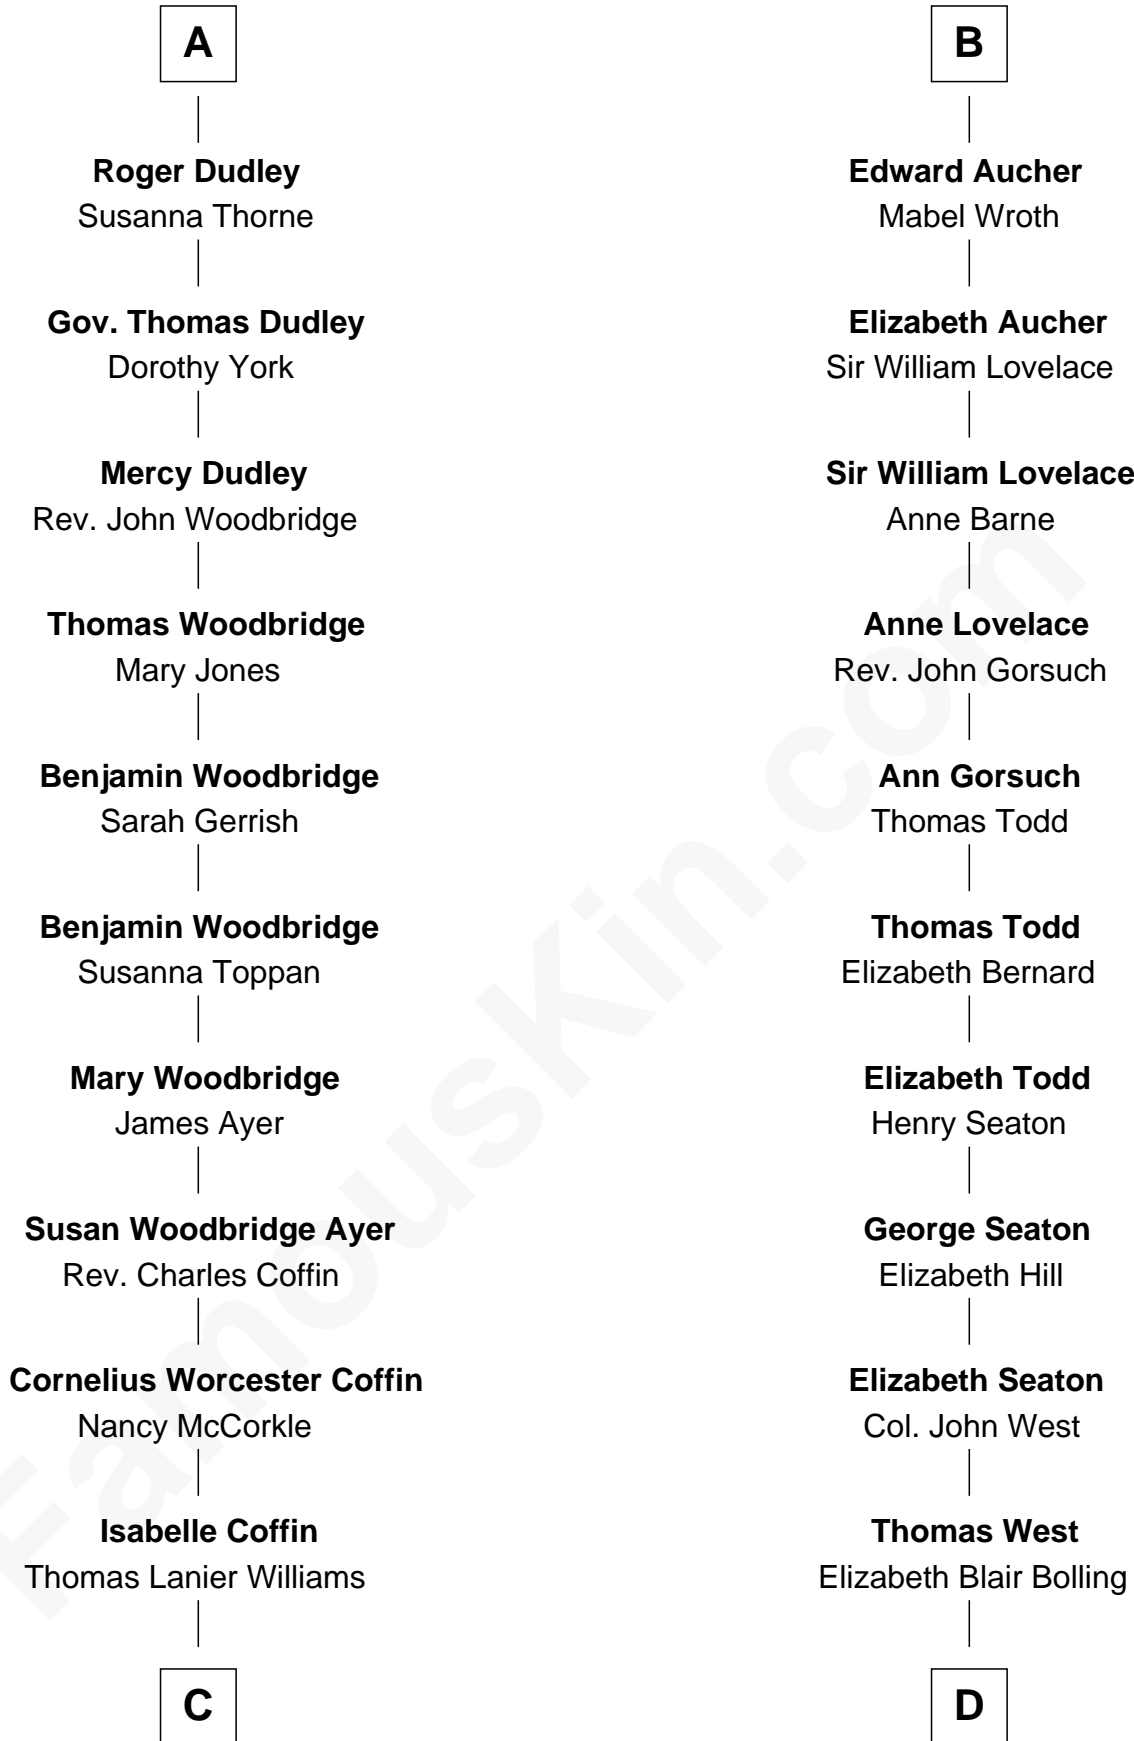 A
Roger Dudley
Susanna Thorne
Gov. Thomas Dudley
Dorothy York
Mercy Dudley
Rev. John Woodbridge
Thomas Woodbridge
Mary Jones
Benjamin Woodbridge
Sarah Gerrish
Benjamin Woodbridge
Susanna Toppan
Mary Woodbridge
James Ayer
Susan Woodbridge Ayer
Rev. Charles Coffin
Cornelius Worcester Coffin
Nancy McCorkle
Isabelle Coffin
Thomas Lanier Williams
C
B
Edward Aucher
Mabel Wroth
Elizabeth Aucher
Sir William Lovelace
Sir William Lovelace
Anne Barne
Anne Lovelace
Rev. John Gorsuch
Ann Gorsuch
Thomas Todd
Thomas Todd
Elizabeth Bernard
Elizabeth Todd
Henry Seaton
George Seaton
Elizabeth Hill
Elizabeth Seaton
Col. John West
Thomas West
Elizabeth Blair Bolling
D
FamousKin.com